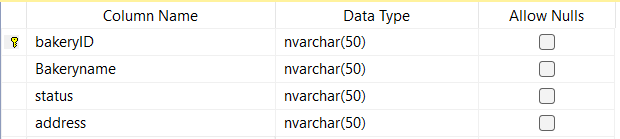 Column Name Data Type Allow Nulls
bakeryID nvarchar(50)
Bakeryname nvarchar(50)
status nvarchar(50)
address nvarchar(50)